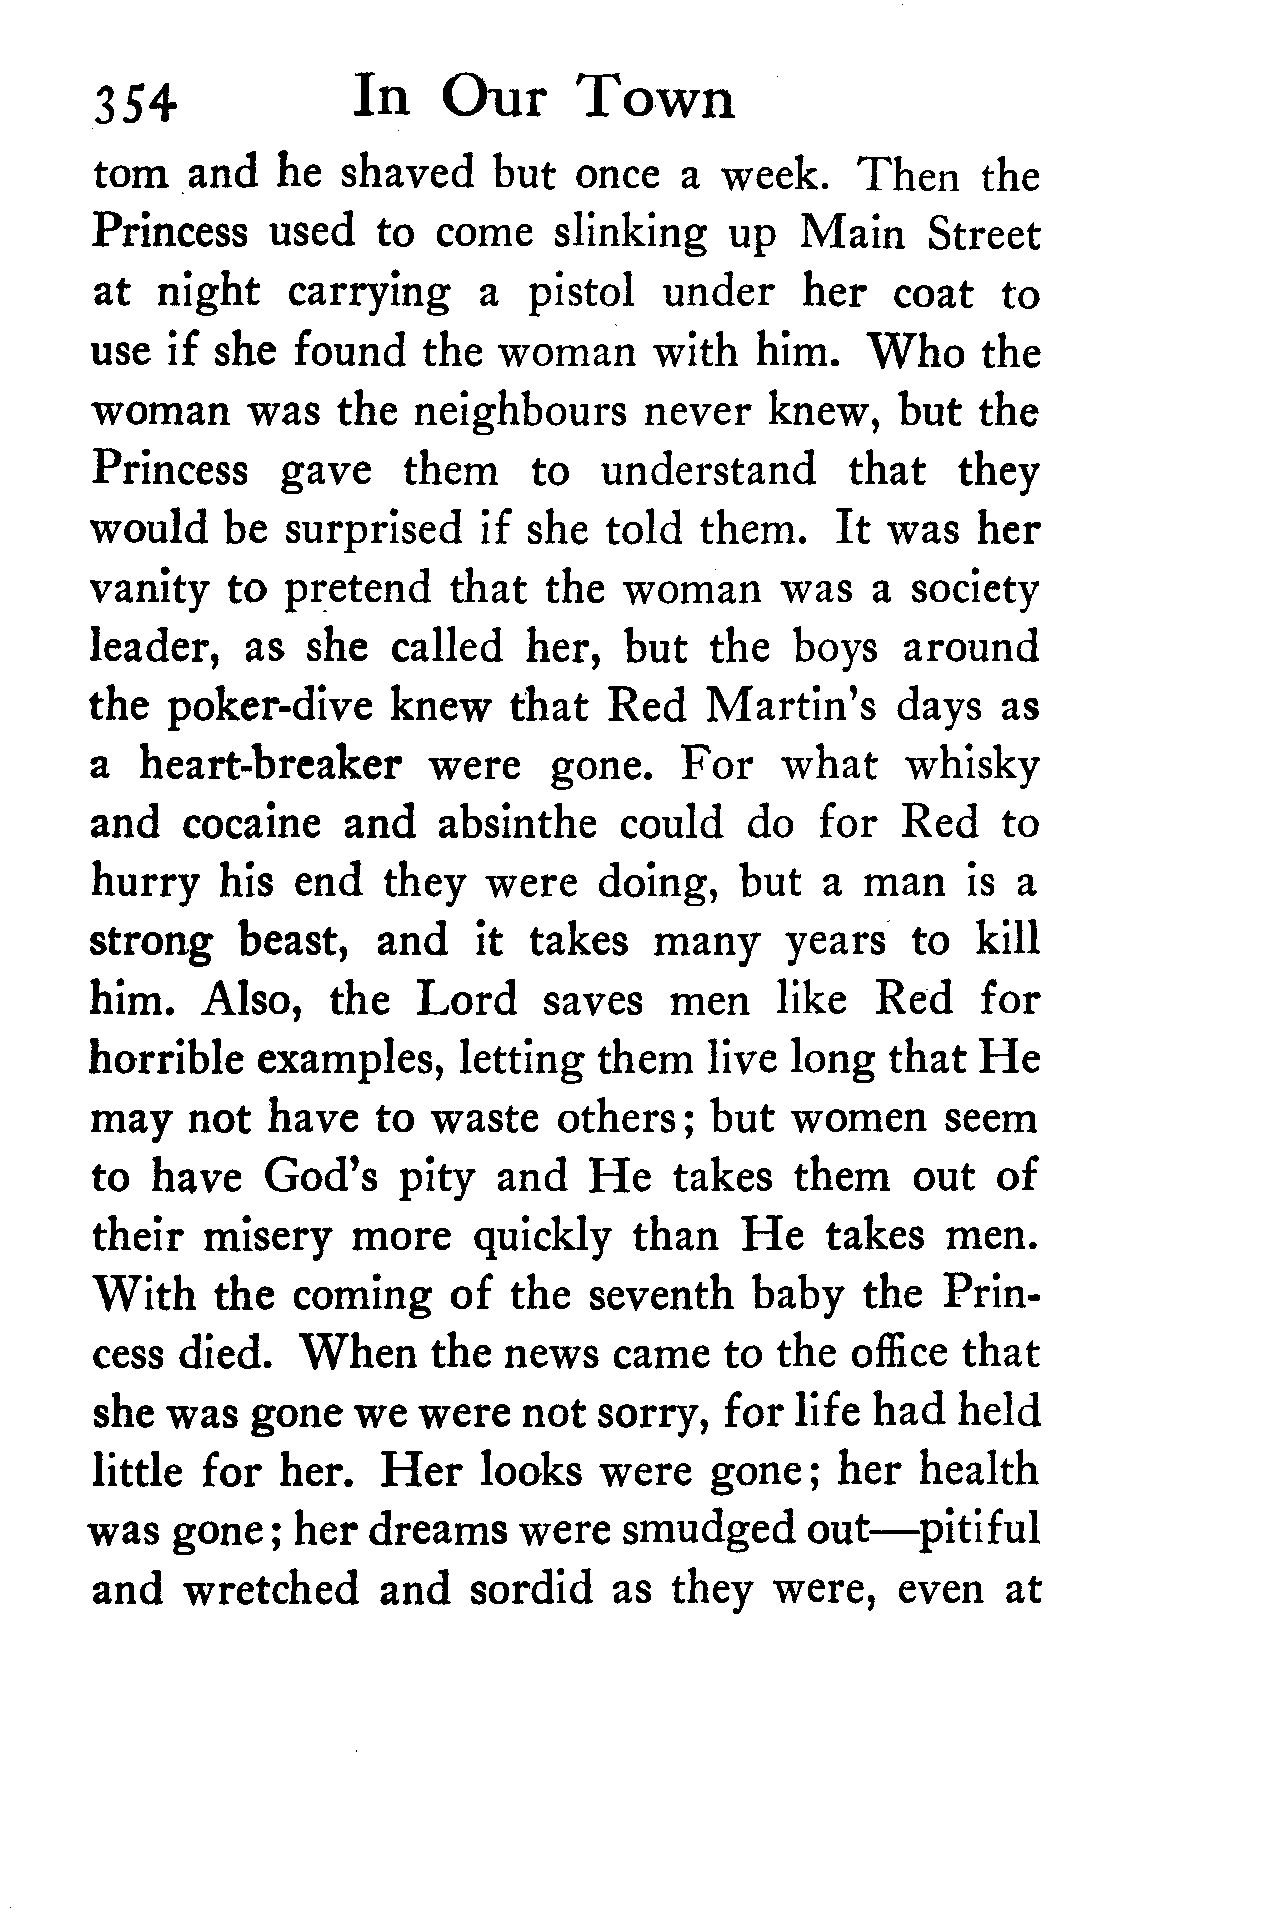 354 In Our Town
tom and he shaved but once a week. Then the
Princess used to come slinking up Main Street
at night carrying a pistol under her coat to
use if she found the woman with him. Who the
woman was the neighbours never knew, but the
Princess gave them to understand that they
would be surprised if she told them. It was her
vanity to pretend that the woman was a society
leader, as she called her, but the boys around
the poker-dive knew that Red Martin's days as
a heart-breaker were gone. For what whisky
and cocaine and absinthe could do for Red to
hurry his end they were doing, but a man is a
strong beast, and it takes many years to kill
him. Also, the Lord saves men like Red for
horrible examples, letting them live long that He
may not have to waste others; but women seem
to have God's pity and He takes them out of
their misery more quickly than He takes men.
With the coming of the seventh baby the Prin-
cess died. When the news came to the office that
she was gone we were not sorry, for life had held
little for her. Her looks were gone; her health
was gone; her dreams were smudged out—pitiful
and wretched and sordid as they were, even at